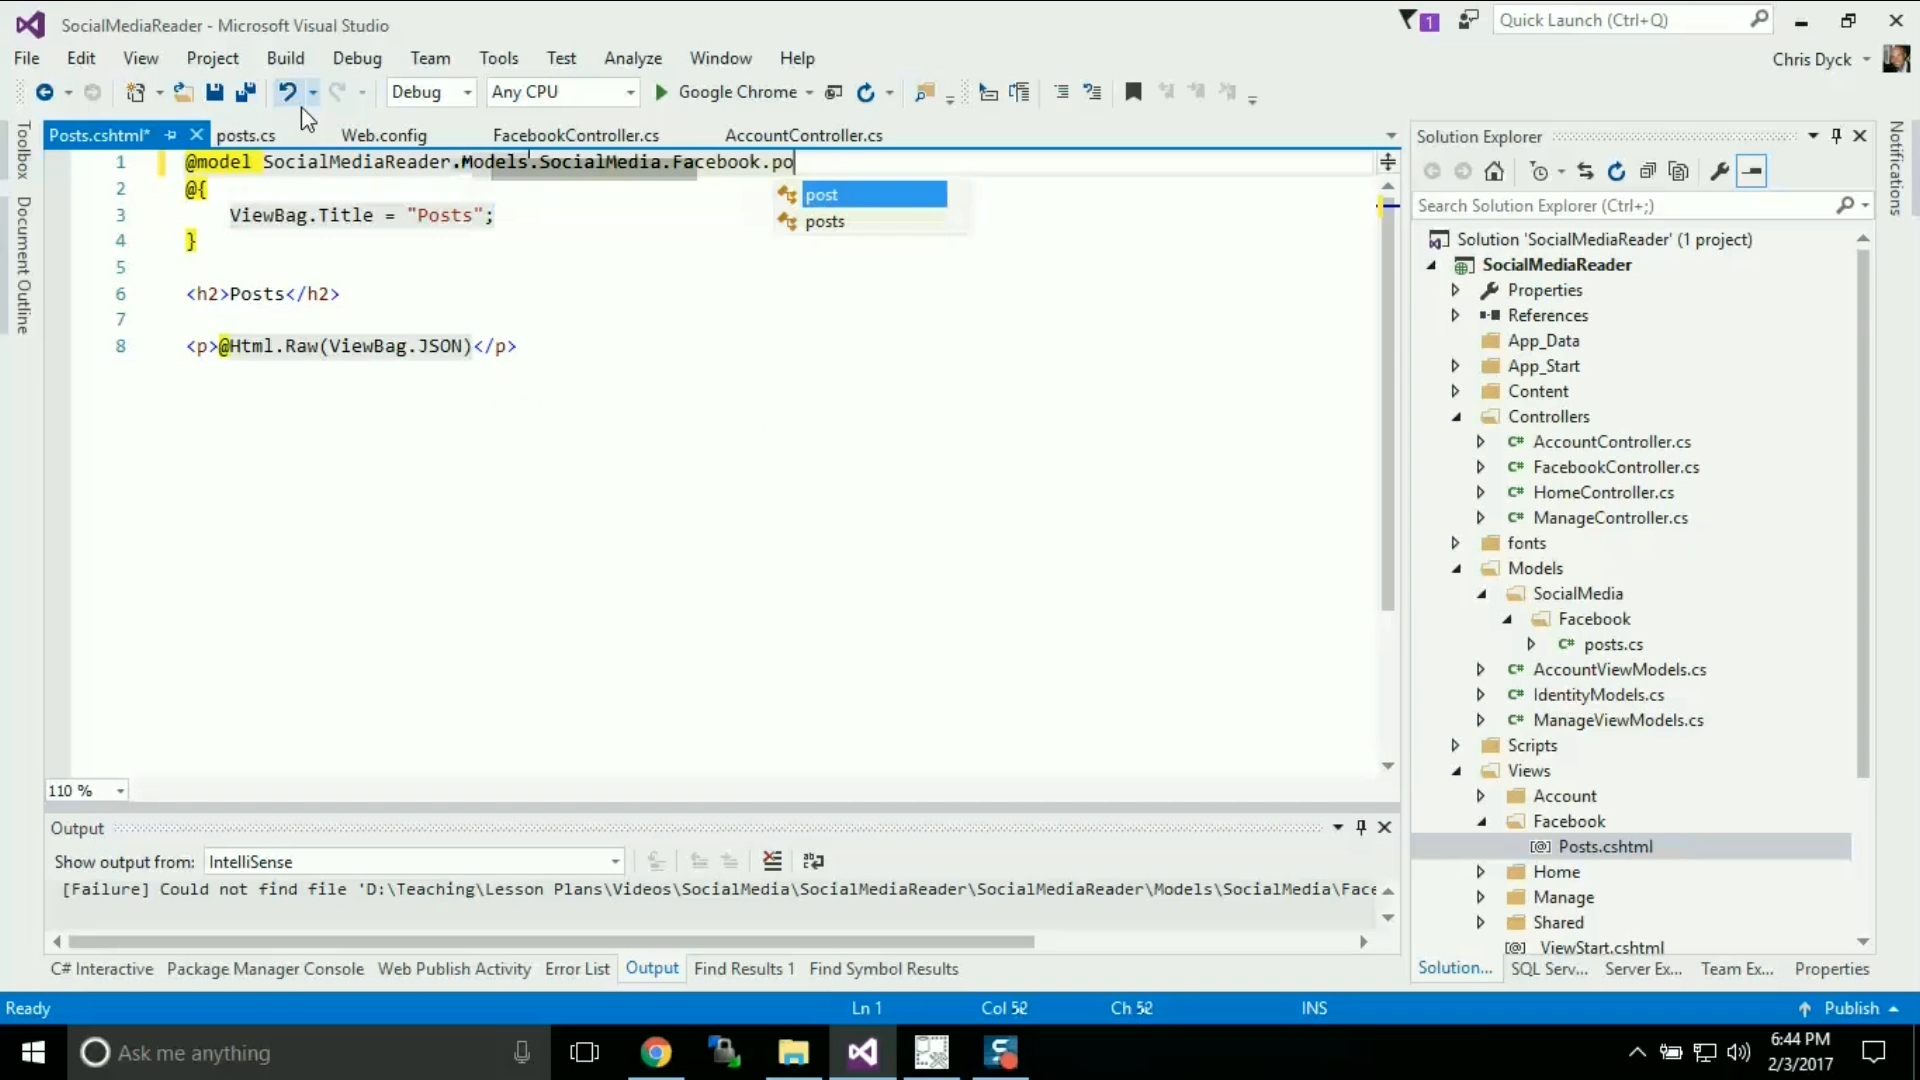 SocialMediaReader - Microsoft Visual Studio
1
Quick Launch (Ctrl+Q)
File Edit View Project Build Debug Team Tools Test Analyze Window Help
Chris Dyck
Debug
Any CPU
Google Chrome
Posts.cshtml*
posts.cs
Web.config
FacebookController.cs
AccountController.cs
Toolbox
Document Outline
1 @model SocialMediaReader.Models.SocialMedia.Facebook.po
2 @{
3 ViewBag.Title = "Posts";
4 }
5
6 <h2>Posts</h2>
7
8 <p>@Html.Raw(ViewBag.JSON)</p>
post
posts
110 %
Output
Show output from: IntelliSense
[Failure] Could not find file 'D:\Teaching\Lesson Plans\Videos\SocialMedia\SocialMediaReader\SocialMediaReader\Models\SocialMedia\Face
C# Interactive Package Manager Console Web Publish Activity Error List Output Find Results 1 Find Symbol Results
Solution Explorer
Search Solution Explorer (Ctrl+;)
Solution 'SocialMediaReader' (1 project)
SocialMediaReader
Properties
References
App_Data
App_Start
Content
Controllers
C# AccountController.cs
C# FacebookController.cs
C# HomeController.cs
C# ManageController.cs
fonts
Models
SocialMedia
Facebook
C# posts.cs
C# AccountViewModels.cs
C# IdentityModels.cs
C# ManageViewModels.cs
Scripts
Views
Account
Facebook
[@] Posts.cshtml
Home
Manage
Shared
[@] _ViewStart.cshtml
Solution... SQL Serv... Server Ex... Team Ex... Properties
Notifications
Ready
Ln 1
Col 52
Ch 52
INS
Publish
Ask me anything
6:44 PM
2/3/2017